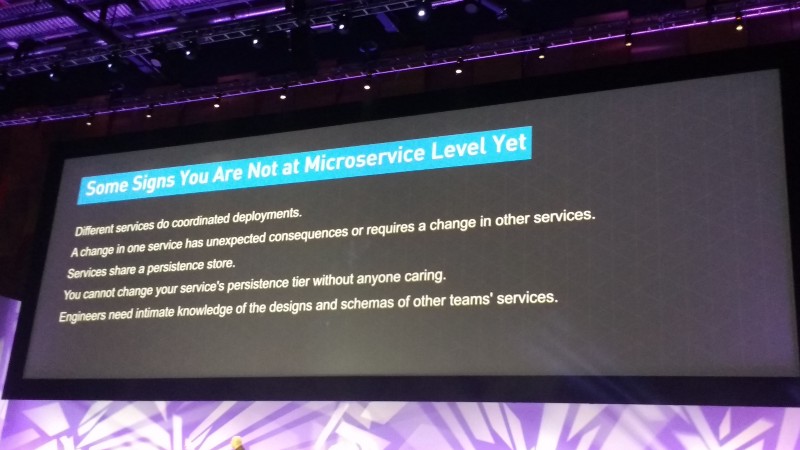 Some Signs You Are Not at Microservice Level Yet
Different services do coordinated deployments.
A change in one service has unexpected consequences or requires a change in other services.
Services share a persistence store.
You cannot change your service's persistence tier without anyone caring.
Engineers need intimate knowledge of the designs and schemas of other teams' services.